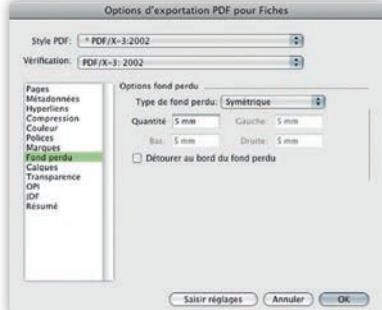 Options d'exportation PDF pour Fiches
Style PDF: * PDF/X-3:2002
Vérification: PDF/X-3: 2002
Pages
Métadonnées
Hyperliens
Compression
Couleur
Polices
Marques
Fond perdu
Calques
Transparence
OPI
JDF
Résumé
Options fond perdu
Type de fond perdu: Symétrique
Quantité 5 mm Gauche: 5 mm
Bas: 5 mm Droite: 5 mm
Détourer au bord du fond perdu
Saisir réglages Annuler OK